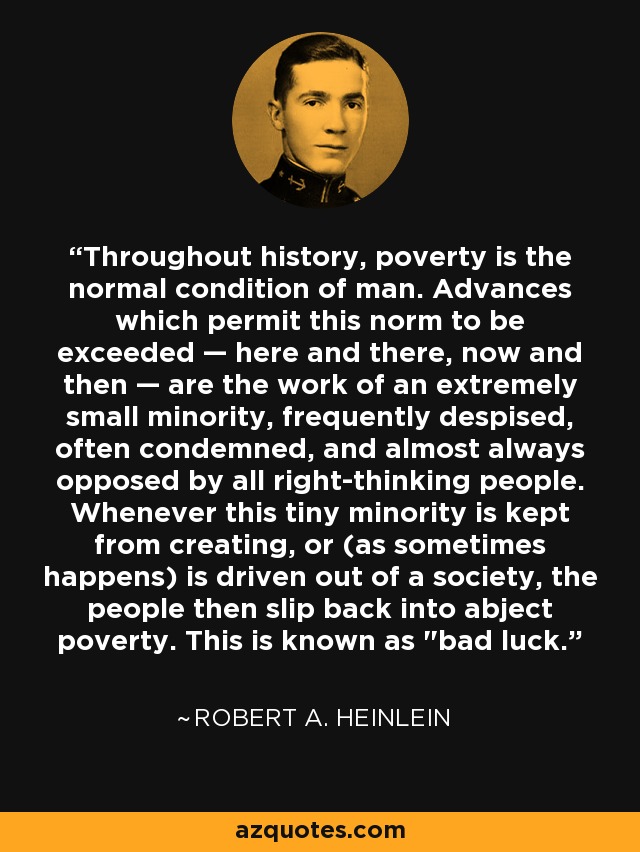 “Throughout history, poverty is the
normal condition of man. Advances
which permit this norm to be
exceeded — here and there, now and
then — are the work of an extremely
small minority, frequently despised,
often condemned, and almost always
opposed by all right-thinking people.
Whenever this tiny minority is kept
from creating, or (as sometimes
happens) is driven out of a society, the
people then slip back into abject
poverty. This is known as "bad luck.”
~ROBERT A. HEINLEIN
azquotes.com